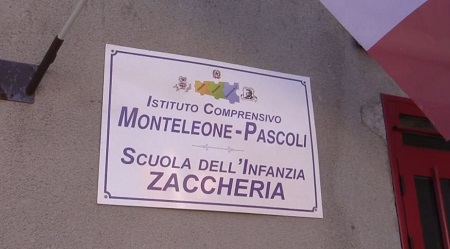 ISTITUTO COMPRENSIVO
MONTELEONE-PASCOLI
SCUOLA DELL'INFANZIA
ZACCHERIA